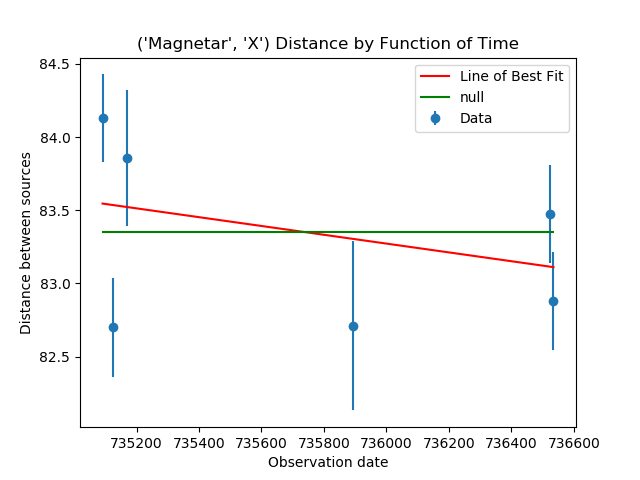 ('Magnetar', 'X') Distance by Function of Time
Line of Best Fit
null
Data
Distance between sources
84.5
84.0
83.5
83.0
82.5
735200 735400 735600 735800 736000 736200 736400 736600
Observation date